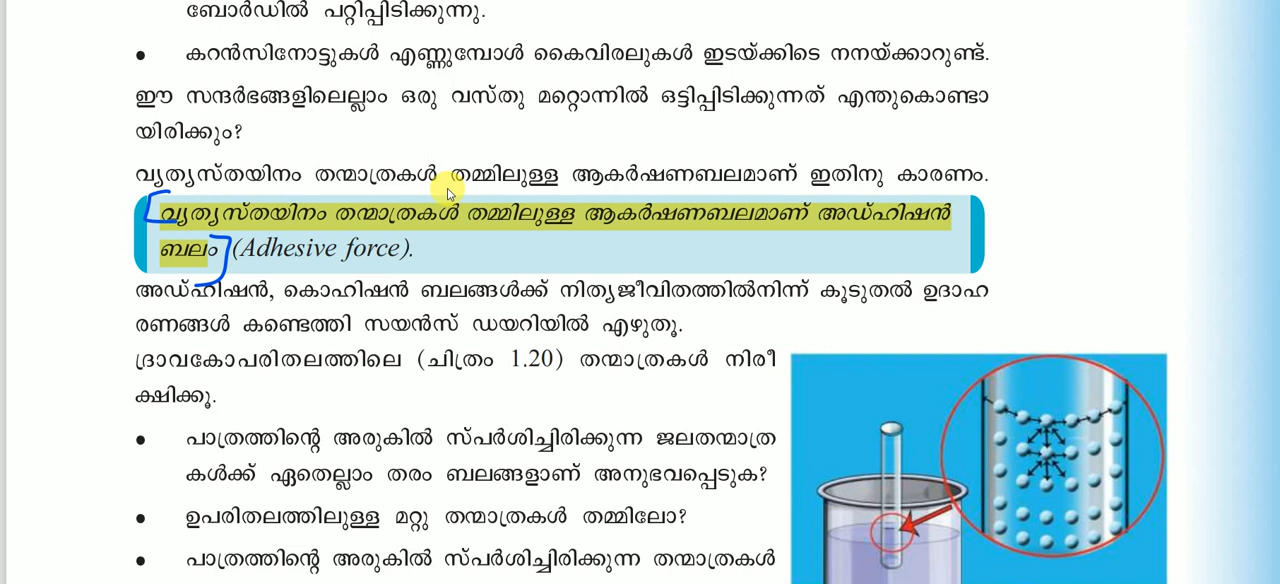 ബോർഡിൽ പറ്റിപ്പിടിക്കുന്നു.
• കറൻസിനോട്ടുകൾ എണ്ണുമ്പോൾ കൈവിരലുകൾ ഇടയ്ക്കിടെ നനയ്ക്കാറുണ്ട്.
ഈ സന്ദർഭങ്ങളിലെല്ലാം ഒരു വസ്തു മറ്റൊന്നിൽ ഒട്ടിപ്പിടിക്കുന്നത് എന്തുകൊണ്ടാ
യിരിക്കും?
വ്യത്യസ്തയിനം തന്മാത്രകൾ തമ്മിലുള്ള ആകർഷണബലമാണ് ഇതിനു കാരണം.
വ്യത്യസ്തയിനം തന്മാത്രകൾ തമ്മിലുള്ള ആകർഷണബലമാണ് അഡ്ഹിഷൻ
ബലം (Adhesive force).
അഡ്ഹിഷൻ, കൊഹിഷൻ ബലങ്ങൾക്ക് നിത്യജീവിതത്തിൽനിന്ന് കൂടുതൽ ഉദാഹ
രണങ്ങൾ കണ്ടെത്തി സയൻസ് ഡയറിയിൽ എഴുതൂ.
ദ്രാവകോപരിതലത്തിലെ (ചിത്രം 1.20) തന്മാത്രകൾ നിരീ
ക്ഷിക്കൂ.
• പാത്രത്തിന്റെ അരുകിൽ സ്പർശിച്ചിരിക്കുന്ന ജലതന്മാത്ര
കൾക്ക് ഏതെല്ലാം തരം ബലങ്ങളാണ് അനുഭവപ്പെടുക?
• ഉപരിതലത്തിലുള്ള മറ്റു തന്മാത്രകൾ തമ്മിലോ?
• പാത്രത്തിന്റെ അരുകിൽ സ്പർശിച്ചിരിക്കുന്ന തന്മാത്രകൾ